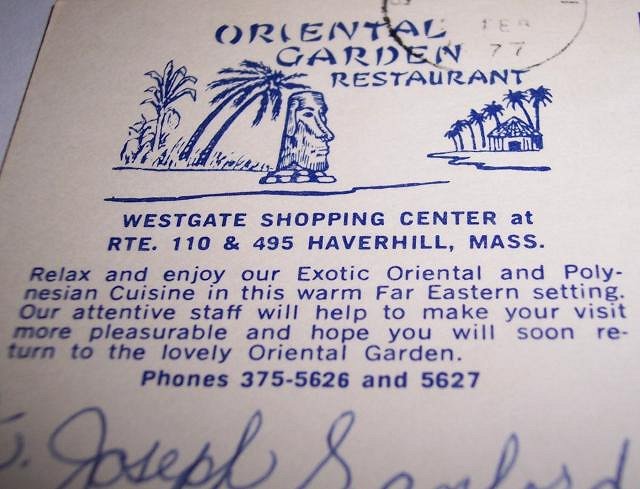 ORIENTAL
GARDEN
RESTAURANT
FEB
77
WESTGATE SHOPPING CENTER at
RTE. 110 & 495 HAVERHILL, MASS.
Relax and enjoy our Exotic Oriental and Poly-
nesian Cuisine in this warm Far Eastern setting.
Our attentive staff will help to make your visit
more pleasurable and hope you will soon re-
turn to the lovely Oriental Garden.
Phones 375-5626 and 5627
Joseph Sanford